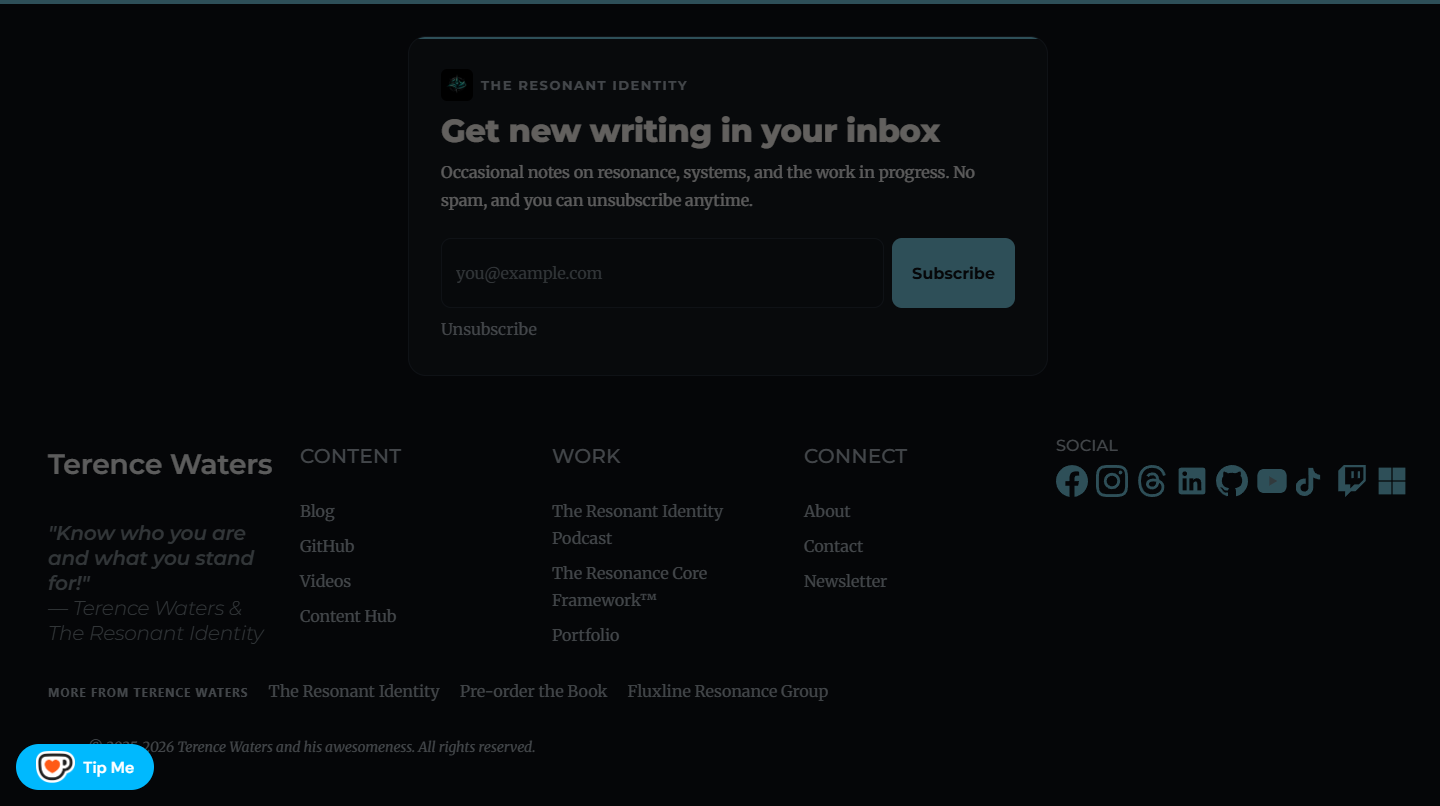 THE RESONANT IDENTITY
Get new writing in your inbox
Occasional notes on resonance, systems, and the work in progress. No
spam, and you can unsubscribe anytime.
you@example.com
Subscribe
Unsubscribe
Terence Waters
"Know who you are
and what you stand
for!"
— Terence Waters &
The Resonant Identity
CONTENT
Blog
GitHub
Videos
Content Hub
WORK
The Resonant Identity
Podcast
The Resonance Core
Framework™
Portfolio
CONNECT
About
Contact
Newsletter
SOCIAL
MORE FROM TERENCE WATERS
The Resonant Identity
Pre-order the Book
Fluxline Resonance Group
2026 Terence Waters and his awesomeness. All rights reserved.
Tip Me